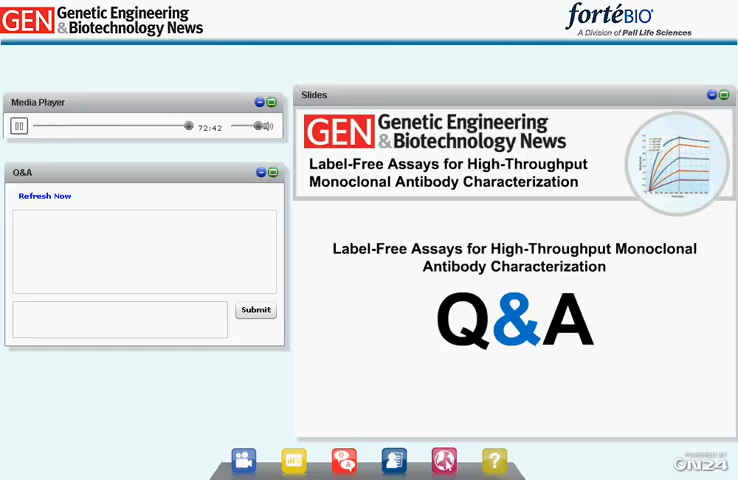 GEN Genetic Engineering
& Biotechnology News
fortéBIO®
A Division of Pall Life Sciences
Media Player
72:42
Q&A
Refresh Now
Submit
Slides
GEN Genetic Engineering
& Biotechnology News
Label-Free Assays for High-Throughput
Monoclonal Antibody Characterization
Label-Free Assays for High-Throughput Monoclonal
Antibody Characterization
Q&A
Q
A
?
POWERED BY
ON24